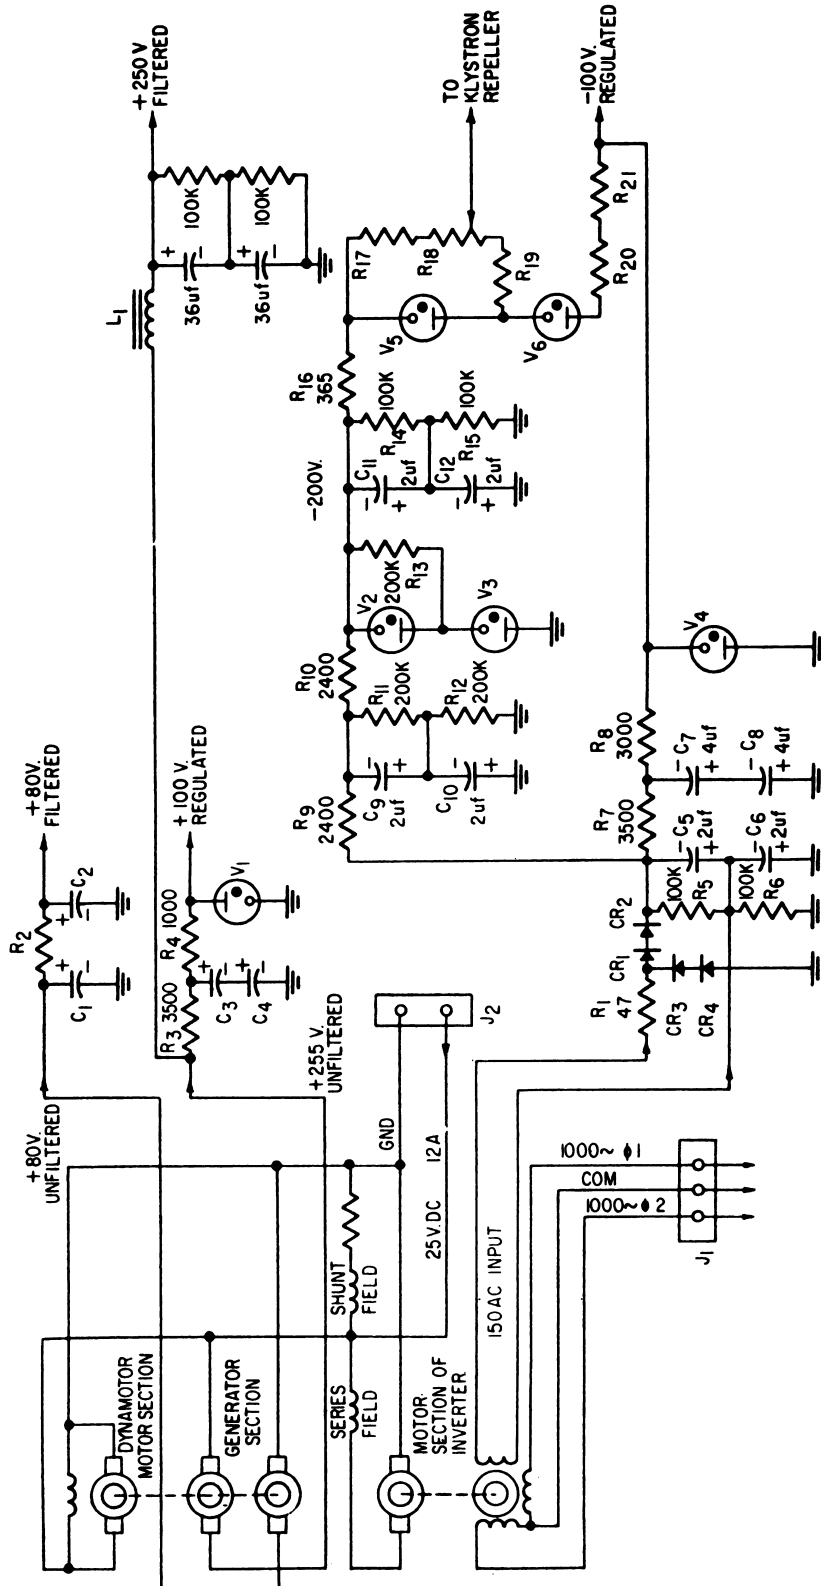 +250V
FILTERED
L1
36uf
36uf
+
-
+
-
100K
100K
TO
KLYSTRON
REPELLER
-100V.
REGULATED
R17
R18
R19
R20
R21
V5
V6
R16
365
100K
R14
100K
R15
C11
2uf
-
+
C12
2uf
-
+
-200V.
200K
R13
V2
V3
V4
R10
2400
R11
200K
R12
200K
C9
2uf
-
+
C10
2uf
-
+
R9
2400
R8
3000
R7
3500
-C7
+4uf
-C8
+4uf
-C5
+2uf
-C6
+2uf
100K
R5
100K
R6
CR2
CR1
CR3
CR4
R1
47
+80V.
FILTERED
R2
C2
+
-
C1
+
-
+80V.
UNFILTERED
+100V.
REGULATED
V1
R4 1000
R3 3500
C3
+
-
C4
+
-
+255V.
UNFILTERED
J2
GND
12A
25V.DC
SHUNT
FIELD
SERIES
FIELD
DYNAMOTOR
MOTOR SECTION
GENERATOR
SECTION
MOTOR
SECTION OF
INVERTER
150AC INPUT
1000~ ϕ1
COM
1000~ ϕ2
J1